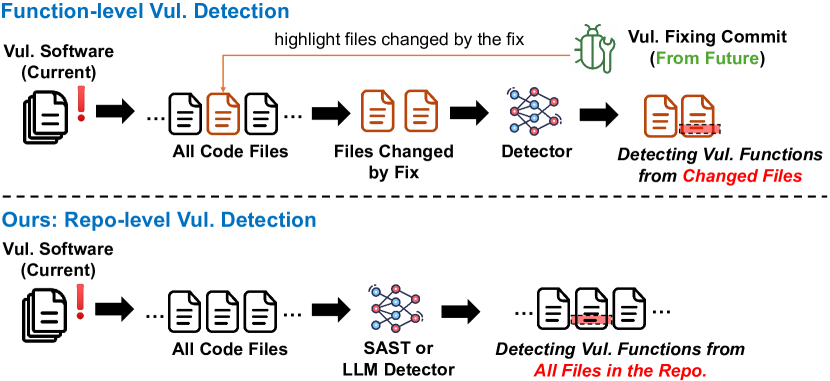 Function-level Vul. Detection
highlight files changed by the fix
Vul. Fixing Commit
(From Future)
Vul. Software
(Current)
...
...
All Code Files
Files Changed
by Fix
Detector
Detecting Vul. Functions
from Changed Files
Ours: Repo-level Vul. Detection
Vul. Software
(Current)
...
...
All Code Files
SAST or
LLM Detector
...
...
Detecting Vul. Functions from
All Files in the Repo.